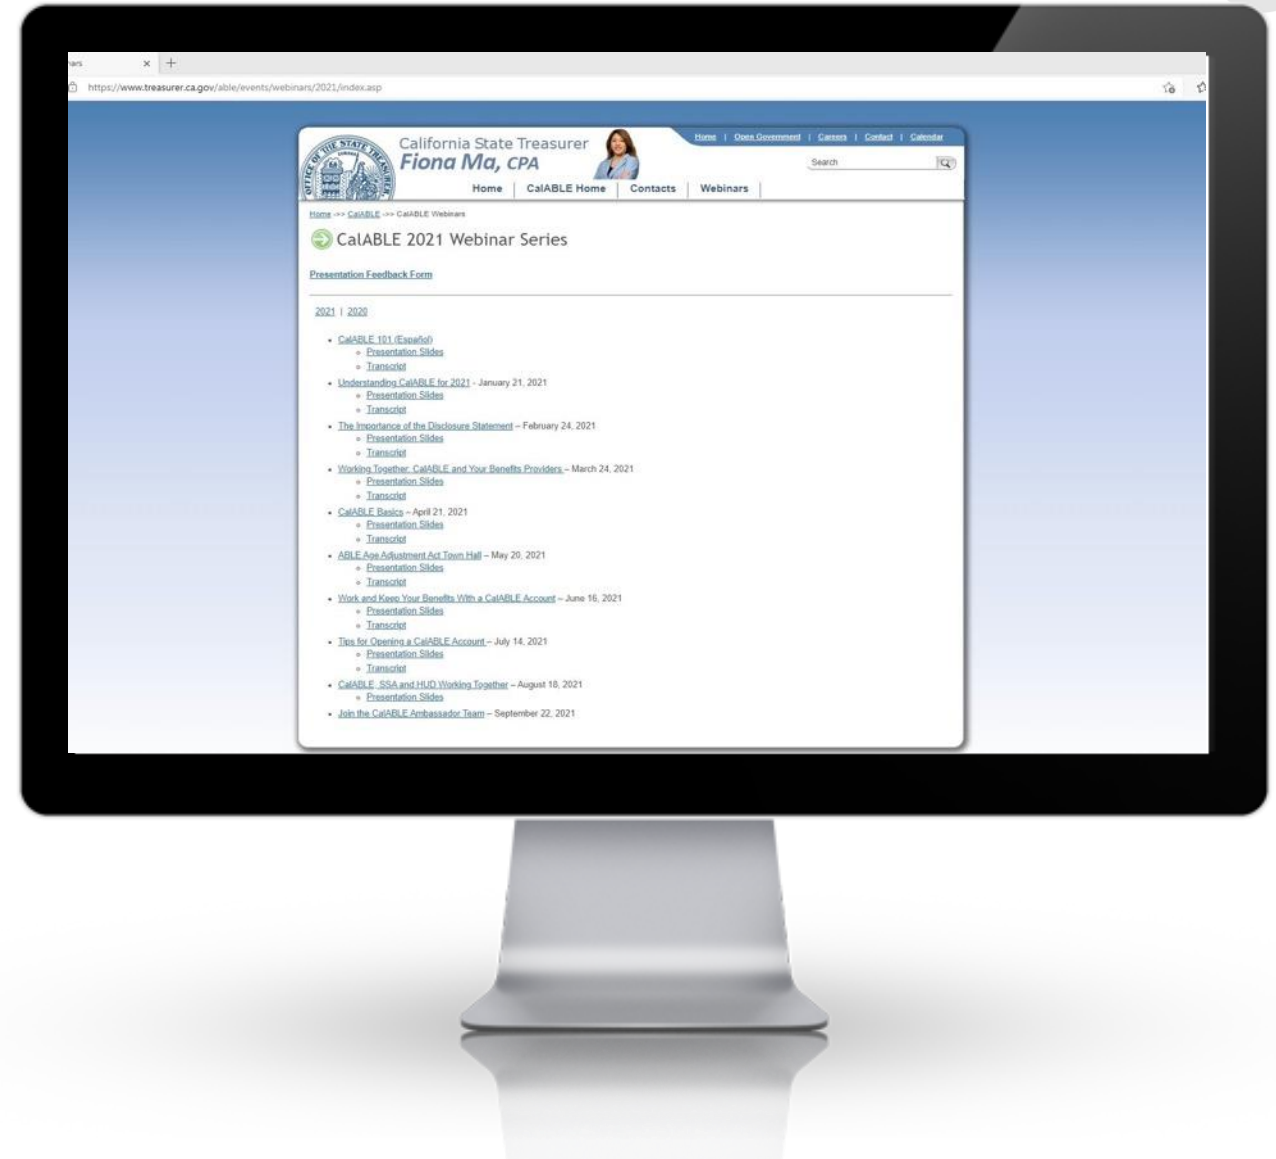 nars
https://www.treasurer.ca.gov/able/events/webinars/2021/index.asp
Home | Open Government | Careers | Contact | Calendar
OFFICE OF THE STATE TREASURER
California State Treasurer
Fiona Ma, CPA
Search
Home | CalABLE Home | Contacts | Webinars |
Home ->> CalABLE ->> CalABLE Webinars
CalABLE 2021 Webinar Series
Presentation Feedback Form
2021 | 2020
CalABLE 101 (Español)
Presentation Slides
Transcript
Understanding CalABLE for 2021 - January 21, 2021
Presentation Slides
Transcript
The Importance of the Disclosure Statement – February 24, 2021
Presentation Slides
Transcript
Working Together: CalABLE and Your Benefits Providers – March 24, 2021
Presentation Slides
Transcript
CalABLE Basics – April 21, 2021
Presentation Slides
Transcript
ABLE Age Adjustment Act Town Hall – May 20, 2021
Presentation Slides
Transcript
Work and Keep Your Benefits With a CalABLE Account – June 16, 2021
Presentation Slides
Transcript
Tips for Opening a CalABLE Account – July 14, 2021
Presentation Slides
Transcript
CalABLE, SSA and HUD Working Together – August 18, 2021
Presentation Slides
Join the CalABLE Ambassador Team – September 22, 2021